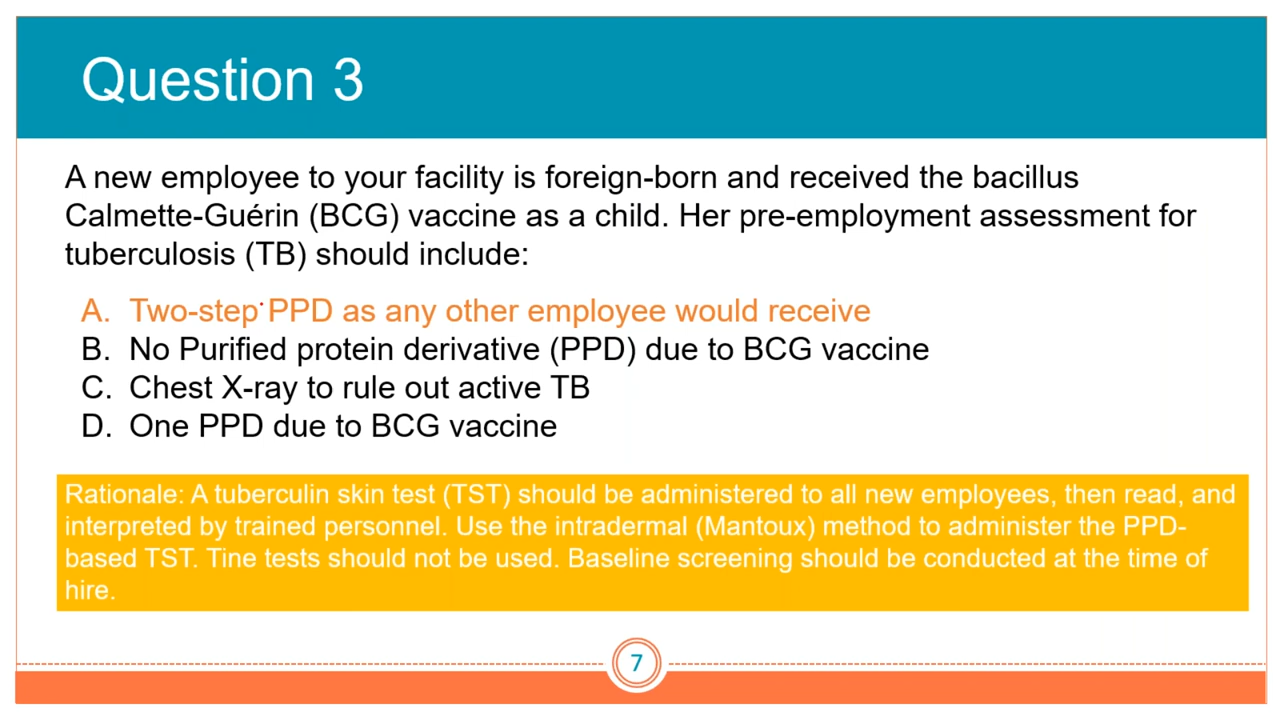 Question 3
A new employee to your facility is foreign-born and received the bacillus
Calmette-Guérin (BCG) vaccine as a child. Her pre-employment assessment for
tuberculosis (TB) should include:
A. Two-step PPD as any other employee would receive
B. No Purified protein derivative (PPD) due to BCG vaccine
C. Chest X-ray to rule out active TB
D. One PPD due to BCG vaccine
Rationale: A tuberculin skin test (TST) should be administered to all new employees, then read, and
interpreted by trained personnel. Use the intradermal (Mantoux) method to administer the PPD-
based TST. Tine tests should not be used. Baseline screening should be conducted at the time of
hire.
7